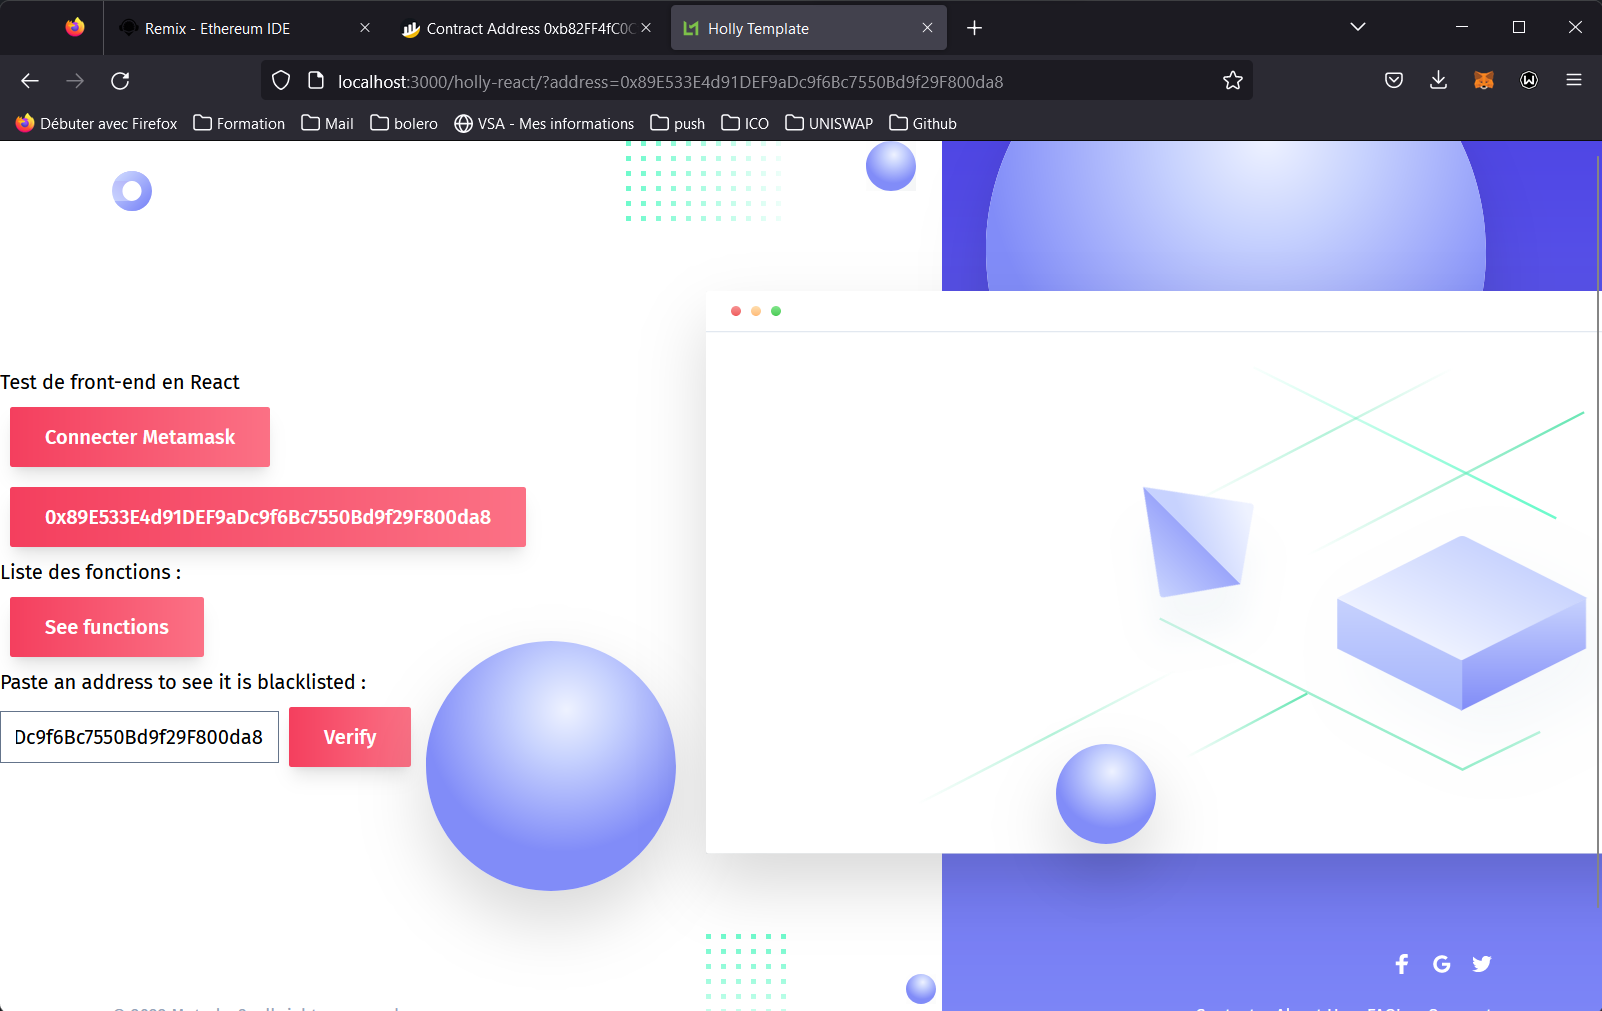 Remix - Ethereum IDE
Contract Address 0xb82FF4fC0C
Holly Template
localhost:3000/holly-react/?address=0x89E533E4d91DEF9aDc9f6Bc7550Bd9f29F800da8
Débuter avec Firefox
Formation
Mail
bolero
VSA - Mes informations
push
ICO
UNISWAP
Github
Test de front-end en React
Connecter Metamask
0x89E533E4d91DEF9aDc9f6Bc7550Bd9f29F800da8
Liste des fonctions :
See functions
Paste an address to see it is blacklisted :
Dc9f6Bc7550Bd9f29F800da8
Verify